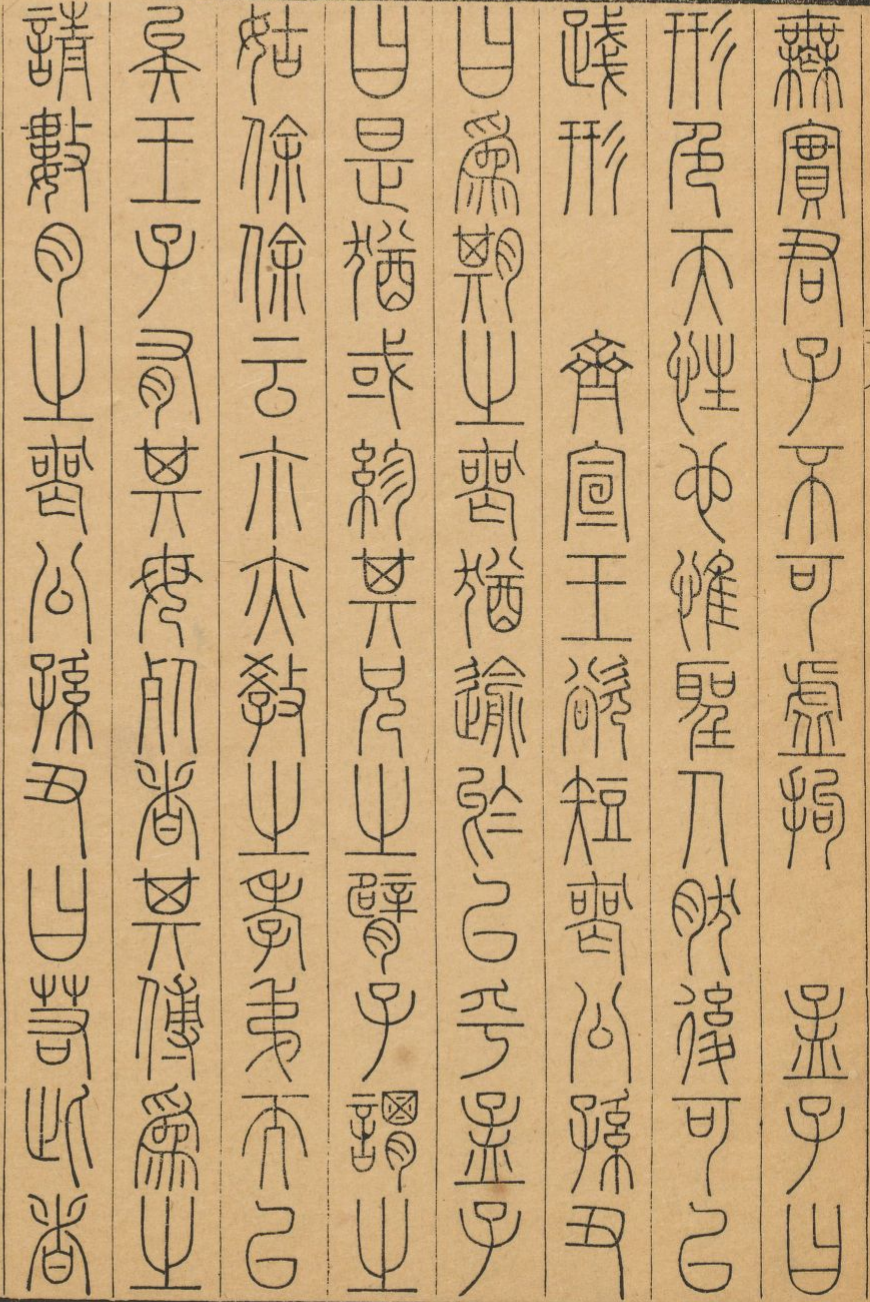 無實君子不可虛拘　孟子曰
形色天性也惟聖人然後可以
踐形　齊宣王欲短喪公孫丑
曰爲期之喪猶逾於已乎孟子
曰是猶或紾其兄之臂子謂之
姑徐徐云亦亦教之孝弟而已
矣王子有其母死者其傅爲之
請數月之喪公孫丑曰若此者